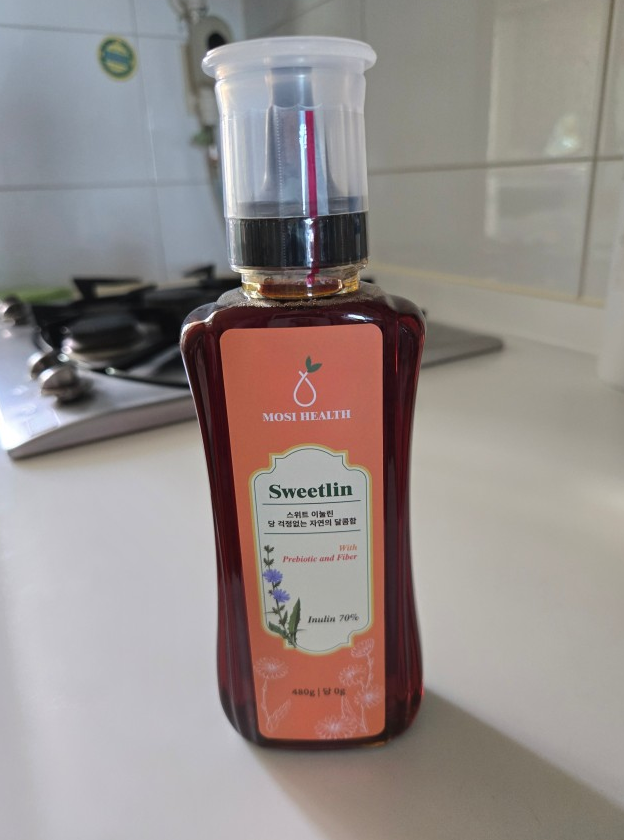 MOSI HEALTH
Sweetlin
스위트 이눌린
당 걱정없는 자연의 달콤함
With
Prebiotic and Fiber
Inulin 70%
480g | 당 0g